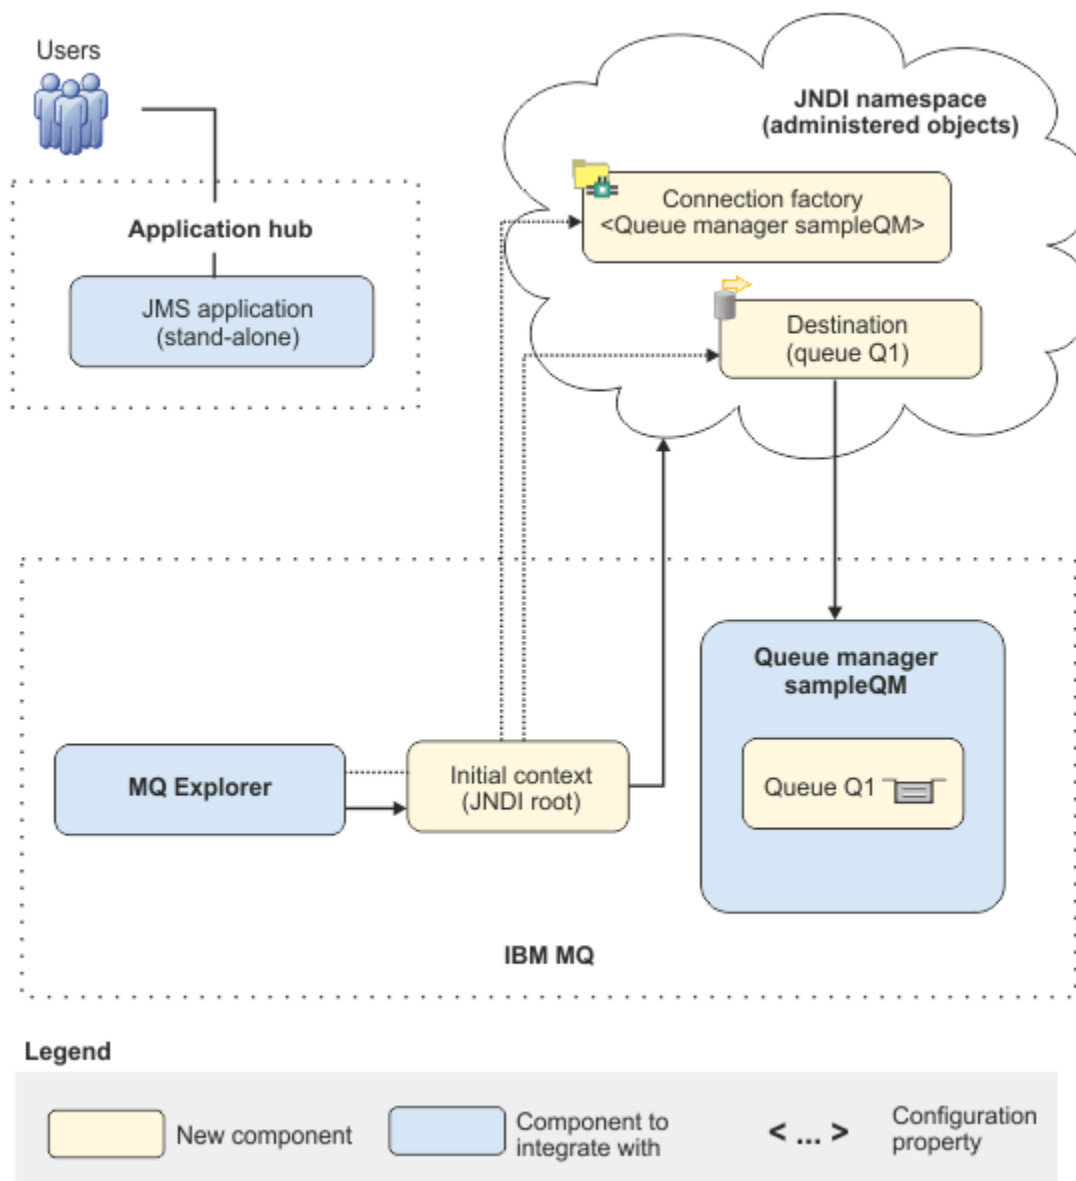 Users
JNDI namespace
(administered objects)
Connection factory
<Queue manager sampleQM>
Application hub
JMS application
(stand-alone)
Destination
(queue Q1)
Queue manager
sampleQM
MQ Explorer
Initial context
(JNDI root)
Queue Q1
IBM MQ
Legend
New component
Component to
integrate with
< ... >
Configuration
property